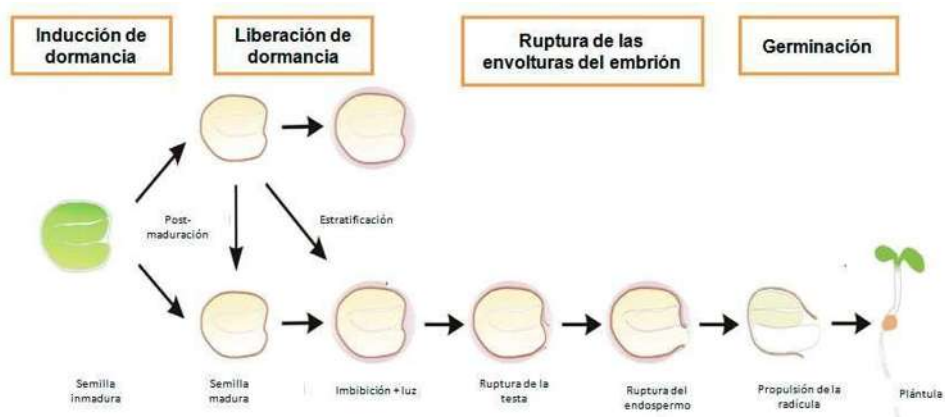 Inducción de
dormancia
Liberación de
dormancia
Ruptura de las
envolturas del embrión
Germinación
Post-
maduración
Estratificación
Semilla
inmadura
Semilla
madura
Imbibición + luz
Ruptura de la
testa
Ruptura del
endospermo
Propulsión de la
radícula
Plántula